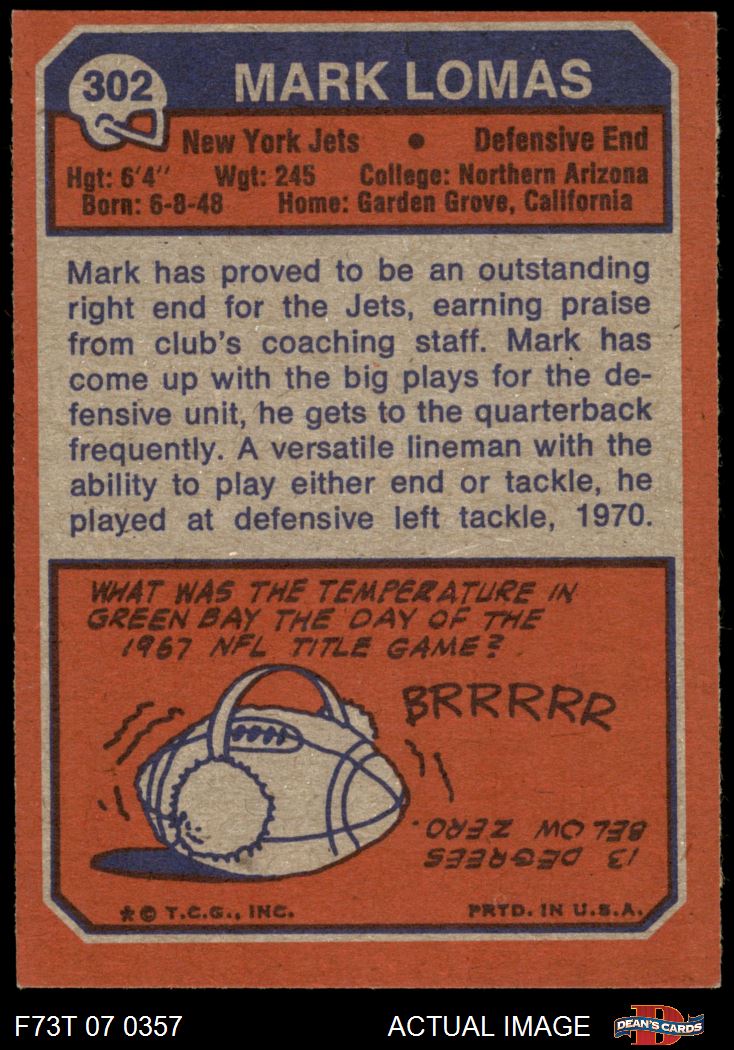 302 MARK LOMAS
New York Jets • Defensive End
Hgt: 6'4" Wgt: 245 College: Northern Arizona
Born: 6-8-48 Home: Garden Grove, California
Mark has proved to be an outstanding
right end for the Jets, earning praise
from club's coaching staff. Mark has
come up with the big plays for the de-
fensive unit, he gets to the quarterback
frequently. A versatile lineman with the
ability to play either end or tackle, he
played at defensive left tackle, 1970.
WHAT WAS THE TEMPERATURE IN
GREEN BAY THE DAY OF THE
1967 NFL TITLE GAME?
BRRRRR
13 DEGREES
BELOW ZERO.
* © T.C.G., INC. PRTD. IN U.S.A.
F73T 07 0357 ACTUAL IMAGE D DEAN'S CARDS